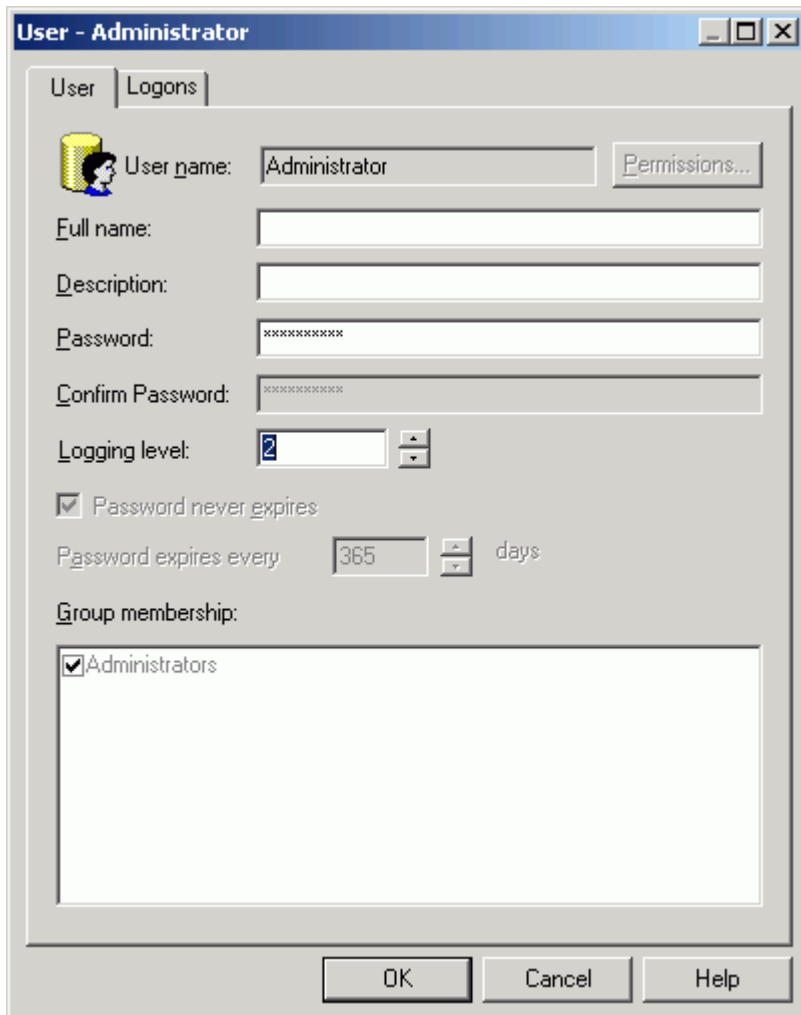 User - Administrator
User Logons
User name: Administrator Permissions...
Full name:
Description:
Password: **********
Confirm Password: **********
Logging level: 2
Password never expires
Password expires every 365 days
Group membership:
Administrators
OK Cancel Help